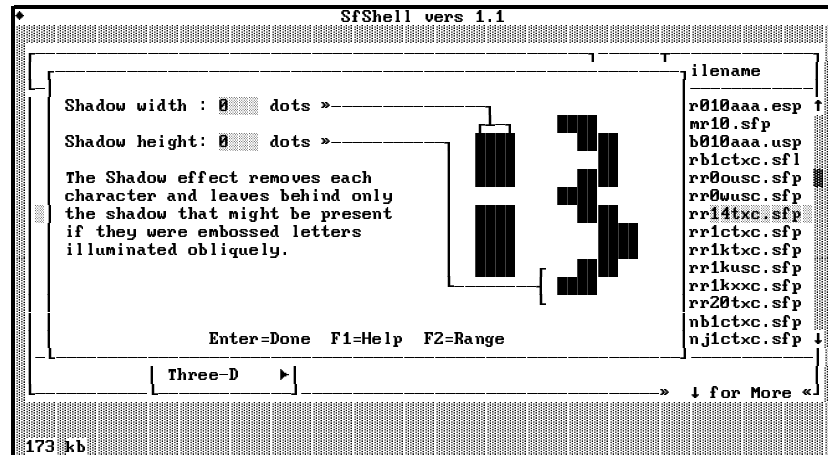 SfShell vers 1.1
ilename
Shadow width : 0 dots »
r010aaa.esp ↑
mr10.sfp
Shadow height: 0 dots »
b010aaa.usp
rb1ctxc.sfl
The Shadow effect removes each
rr0ousc.sfp
character and leaves behind only
rr0wusc.sfp
the shadow that might be present
rr14txc.sfp
if they were embossed letters
rr1ctxc.sfp
illuminated obliquely.
rr1ktxc.sfp
rr1kusc.sfp
rr1kxxc.sfp
rr20txc.sfp
nb1ctxc.sfp
Enter=Done F1=Help F2=Range
nj1ctxc.sfp ↓
Three-D ►
» ↓ for More «
173 kb